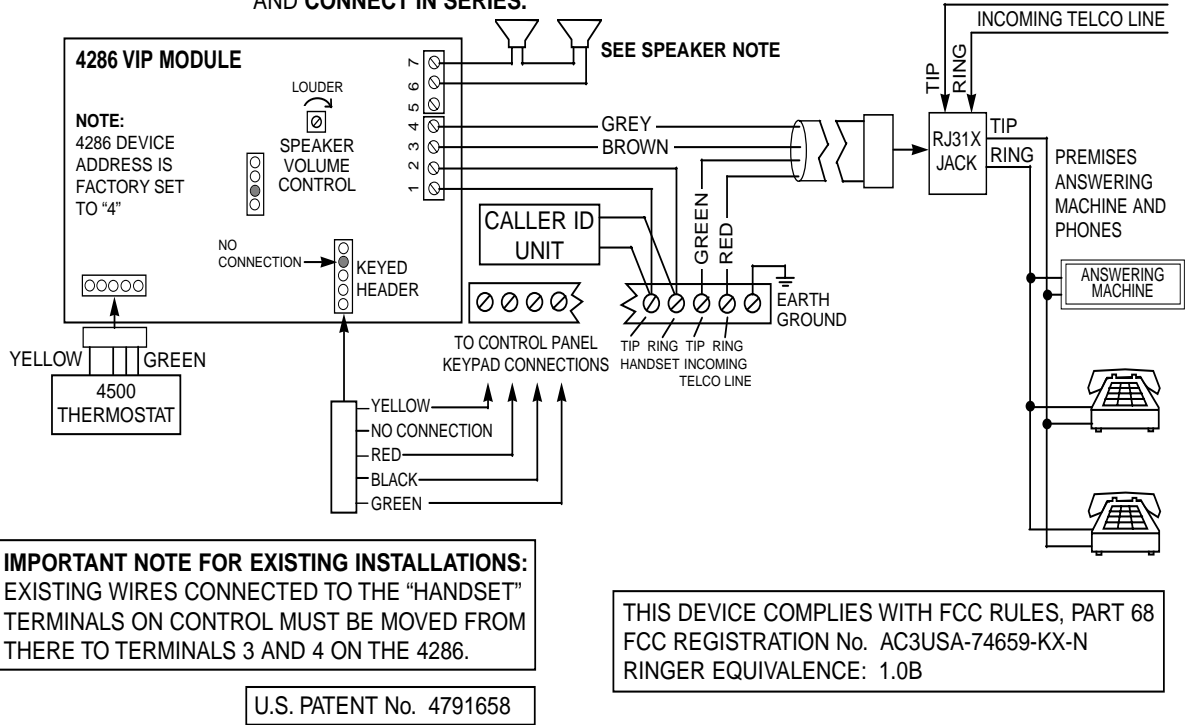 AND CONNECT IN SERIES.
INCOMING TELCO LINE
4286 VIP MODULE
SEE SPEAKER NOTE
LOUDER
SPEAKER
VOLUME
CONTROL
NOTE:
4286 DEVICE
ADDRESS IS
FACTORY SET
TO “4”
7
6
5
4
3
2
1
GREY
BROWN
GREEN
RED
TIP
RING
RJ31X
JACK
TIP
RING
PREMISES
ANSWERING
MACHINE AND
PHONES
ANSWERING
MACHINE
CALLER ID
UNIT
NO
CONNECTION
KEYED
HEADER
EARTH
GROUND
TIP RING TIP RING
HANDSET INCOMING
TELCO LINE
TO CONTROL PANEL
KEYPAD CONNECTIONS
YELLOW
GREEN
4500
THERMOSTAT
YELLOW
NO CONNECTION
RED
BLACK
GREEN
IMPORTANT NOTE FOR EXISTING INSTALLATIONS:
EXISTING WIRES CONNECTED TO THE “HANDSET”
TERMINALS ON CONTROL MUST BE MOVED FROM
THERE TO TERMINALS 3 AND 4 ON THE 4286.
U.S. PATENT No. 4791658
THIS DEVICE COMPLIES WITH FCC RULES, PART 68
FCC REGISTRATION No. AC3USA-74659-KX-N
RINGER EQUIVALENCE: 1.0B